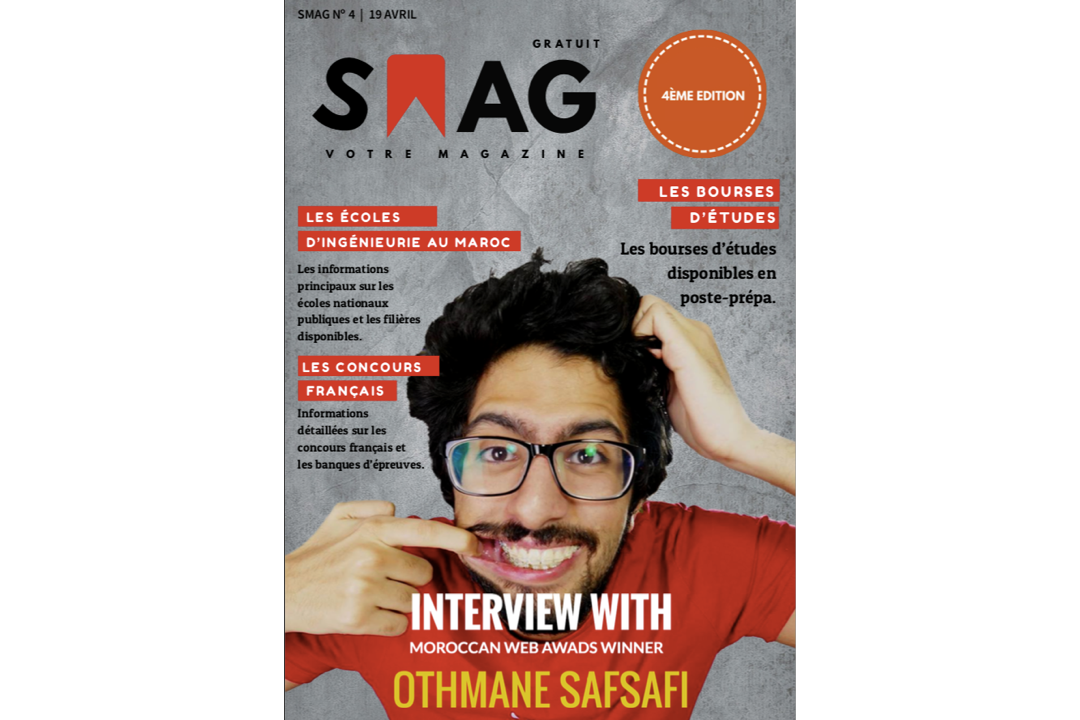 SMAG N° 4 | 19 AVRIL
GRATUIT
SMAG
VOTRE MAGAZINE
4ÈME EDITION
LES BOURSES
D'ÉTUDES
Les bourses d'études
disponibles en
poste-prépa.
LES ÉCOLES
D'INGÉNIEURIE AU MAROC
Les informations
principaux sur les
écoles nationaux
publiques et les filières
disponibles.
LES CONCOURS
FRANÇAIS
Informations
détaillées sur les
concours français et
les banques d'épreuves.
INTERVIEW WITH
MOROCCAN WEB AWADS WINNER
OTHMANE SAFSAFI